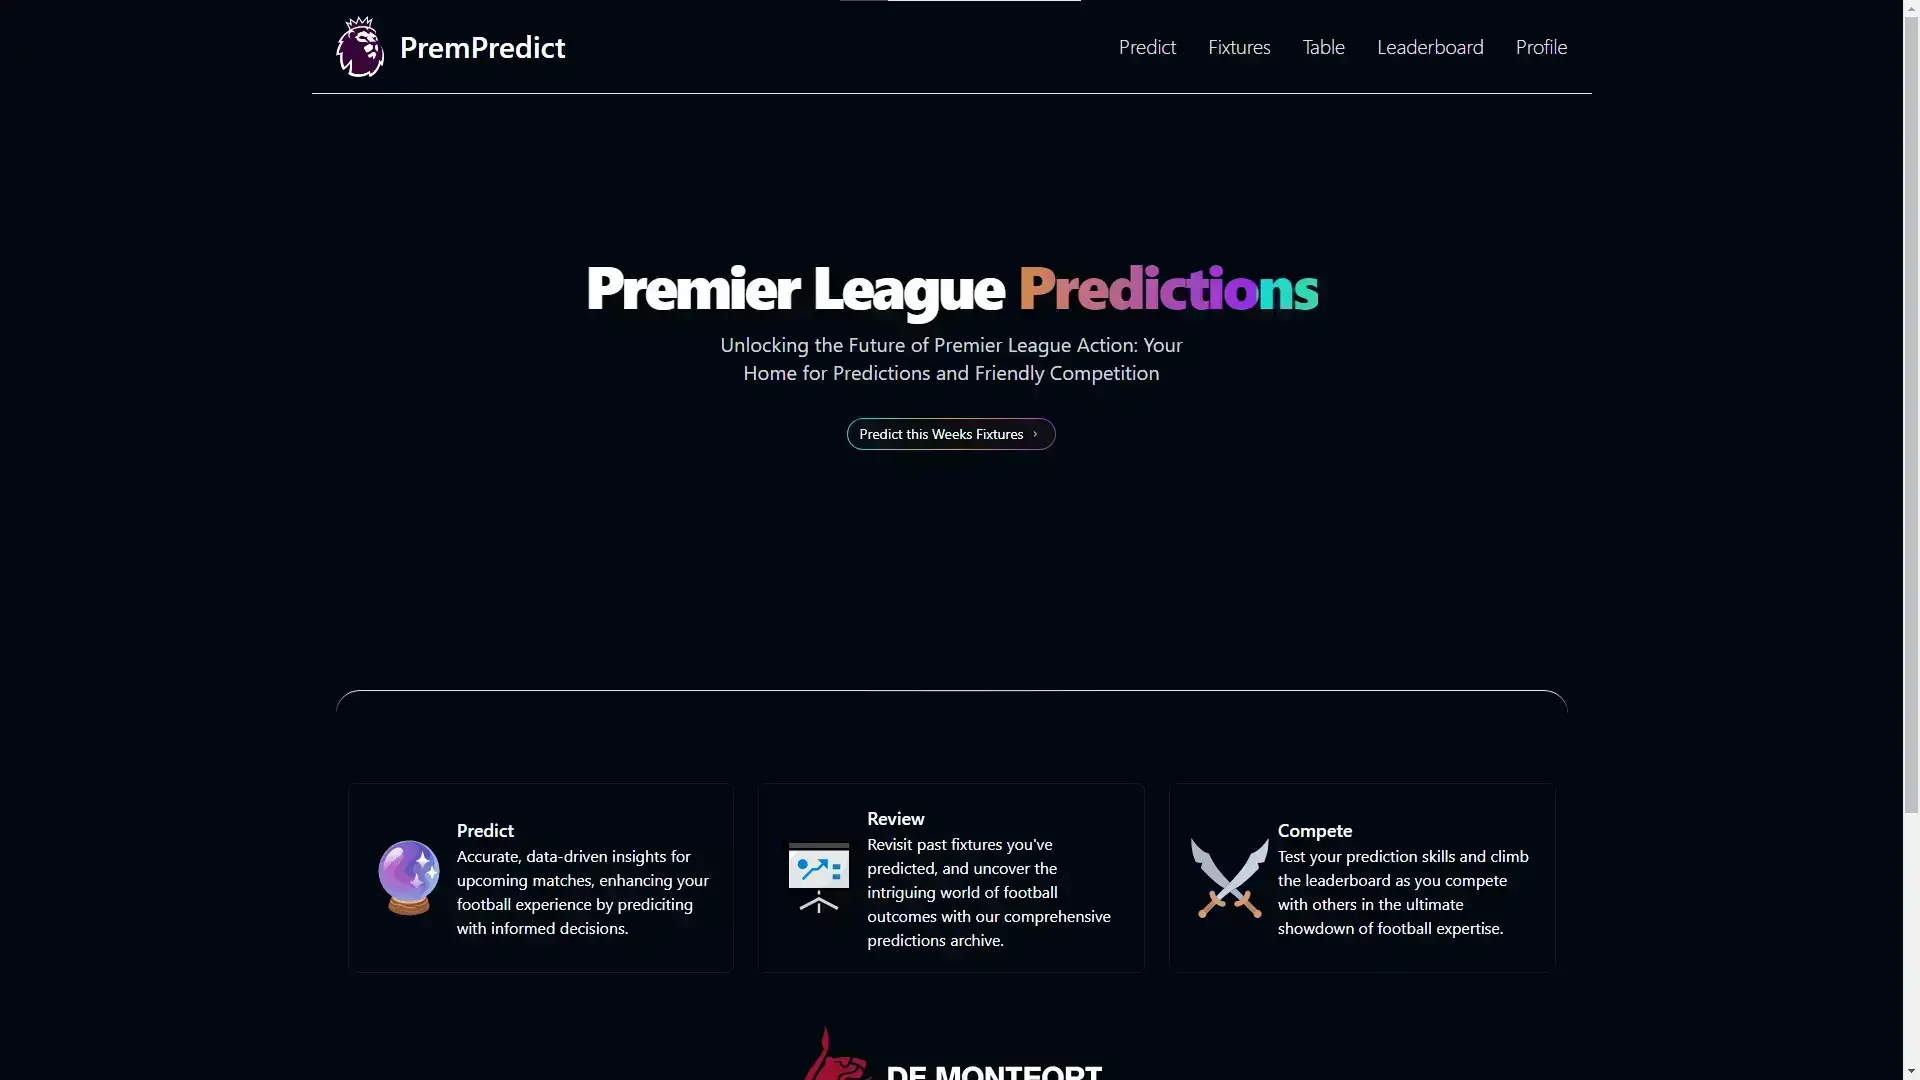 PremPredict
Predict
Fixtures
Table
Leaderboard
Profile
Premier League Predictions
Unlocking the Future of Premier League Action: Your
Home for Predictions and Friendly Competition
Predict this Weeks Fixtures
Predict
Accurate, data-driven insights for
upcoming matches, enhancing your
football experience by prediciting
with informed decisions.
Review
Revisit past fixtures you've
predicted, and uncover the
intriguing world of football
outcomes with our comprehensive
predictions archive.
Compete
Test your prediction skills and climb
the leaderboard as you compete
with others in the ultimate
showdown of football expertise.
DE MONTFORT